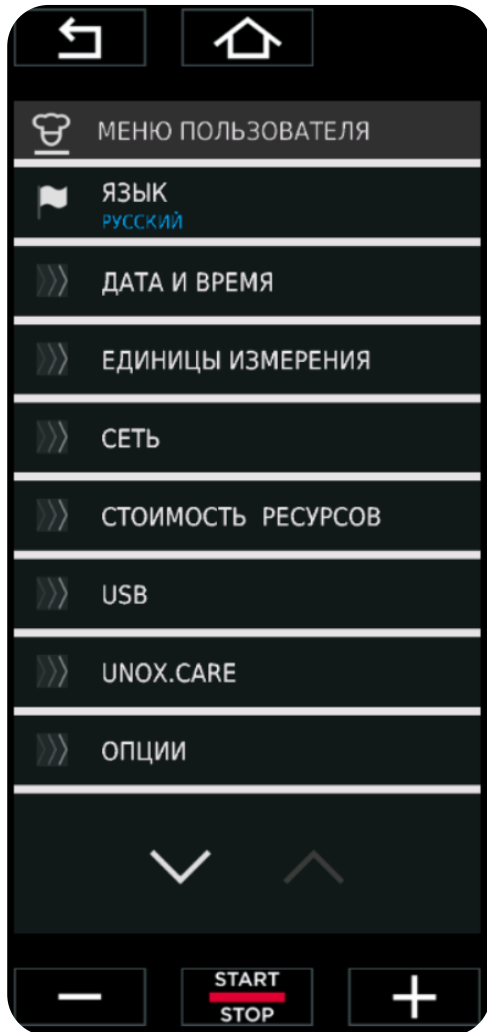 МЕНЮ ПОЛЬЗОВАТЕЛЯ
ЯЗЫК
РУССКИЙ
ДАТА И ВРЕМЯ
ЕДИНИЦЫ ИЗМЕРЕНИЯ
СЕТЬ
СТОИМОСТЬ РЕСУРСОВ
USB
UNOX.CARE
ОПЦИИ
START
STOP